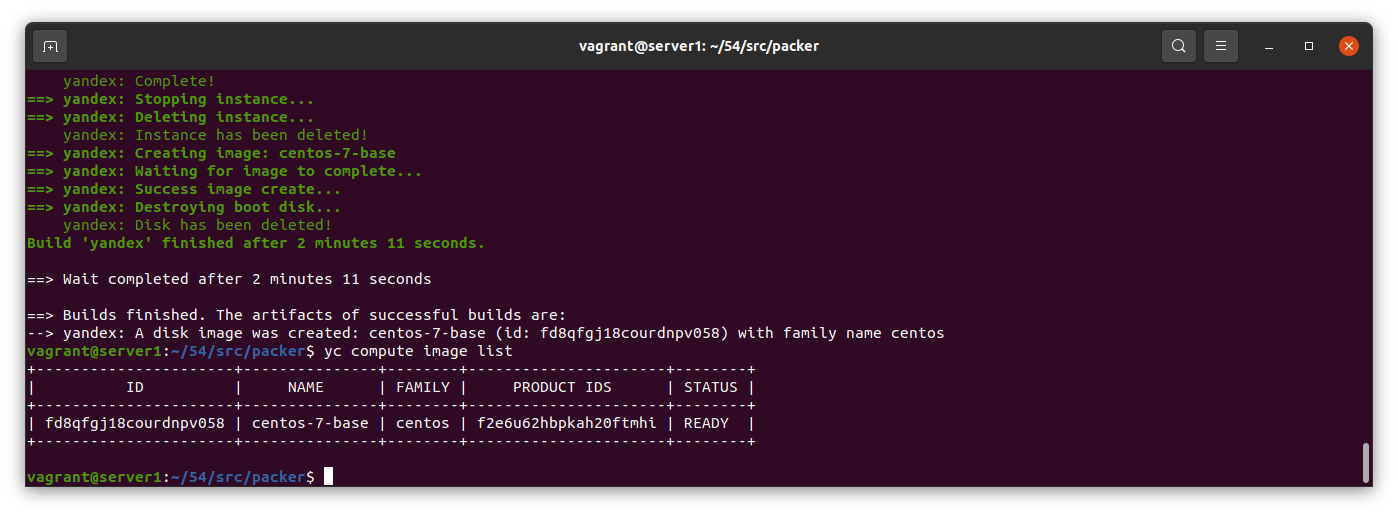 vagrant@server1: ~/54/src/packer
yandex: Complete!
==> yandex: Stopping instance...
==> yandex: Deleting instance...
yandex: Instance has been deleted!
==> yandex: Creating image: centos-7-base
==> yandex: Waiting for image to complete...
==> yandex: Success image create...
==> yandex: Destroying boot disk...
yandex: Disk has been deleted!
Build 'yandex' finished after 2 minutes 11 seconds.
==> Wait completed after 2 minutes 11 seconds
==> Builds finished. The artifacts of successful builds are:
--> yandex: A disk image was created: centos-7-base (id: fd8qfgj18courdnpv058) with family name centos
vagrant@server1:~/54/src/packer$ yc compute image list
+----------------------+---------------+--------+----------------------+--------+
| ID | NAME | FAMILY | PRODUCT IDS | STATUS |
+----------------------+---------------+--------+----------------------+--------+
| fd8qfgj18courdnpv058 | centos-7-base | centos | f2e6u62hbpkah20ftmhi | READY |
+----------------------+---------------+--------+----------------------+--------+
vagrant@server1:~/54/src/packer$